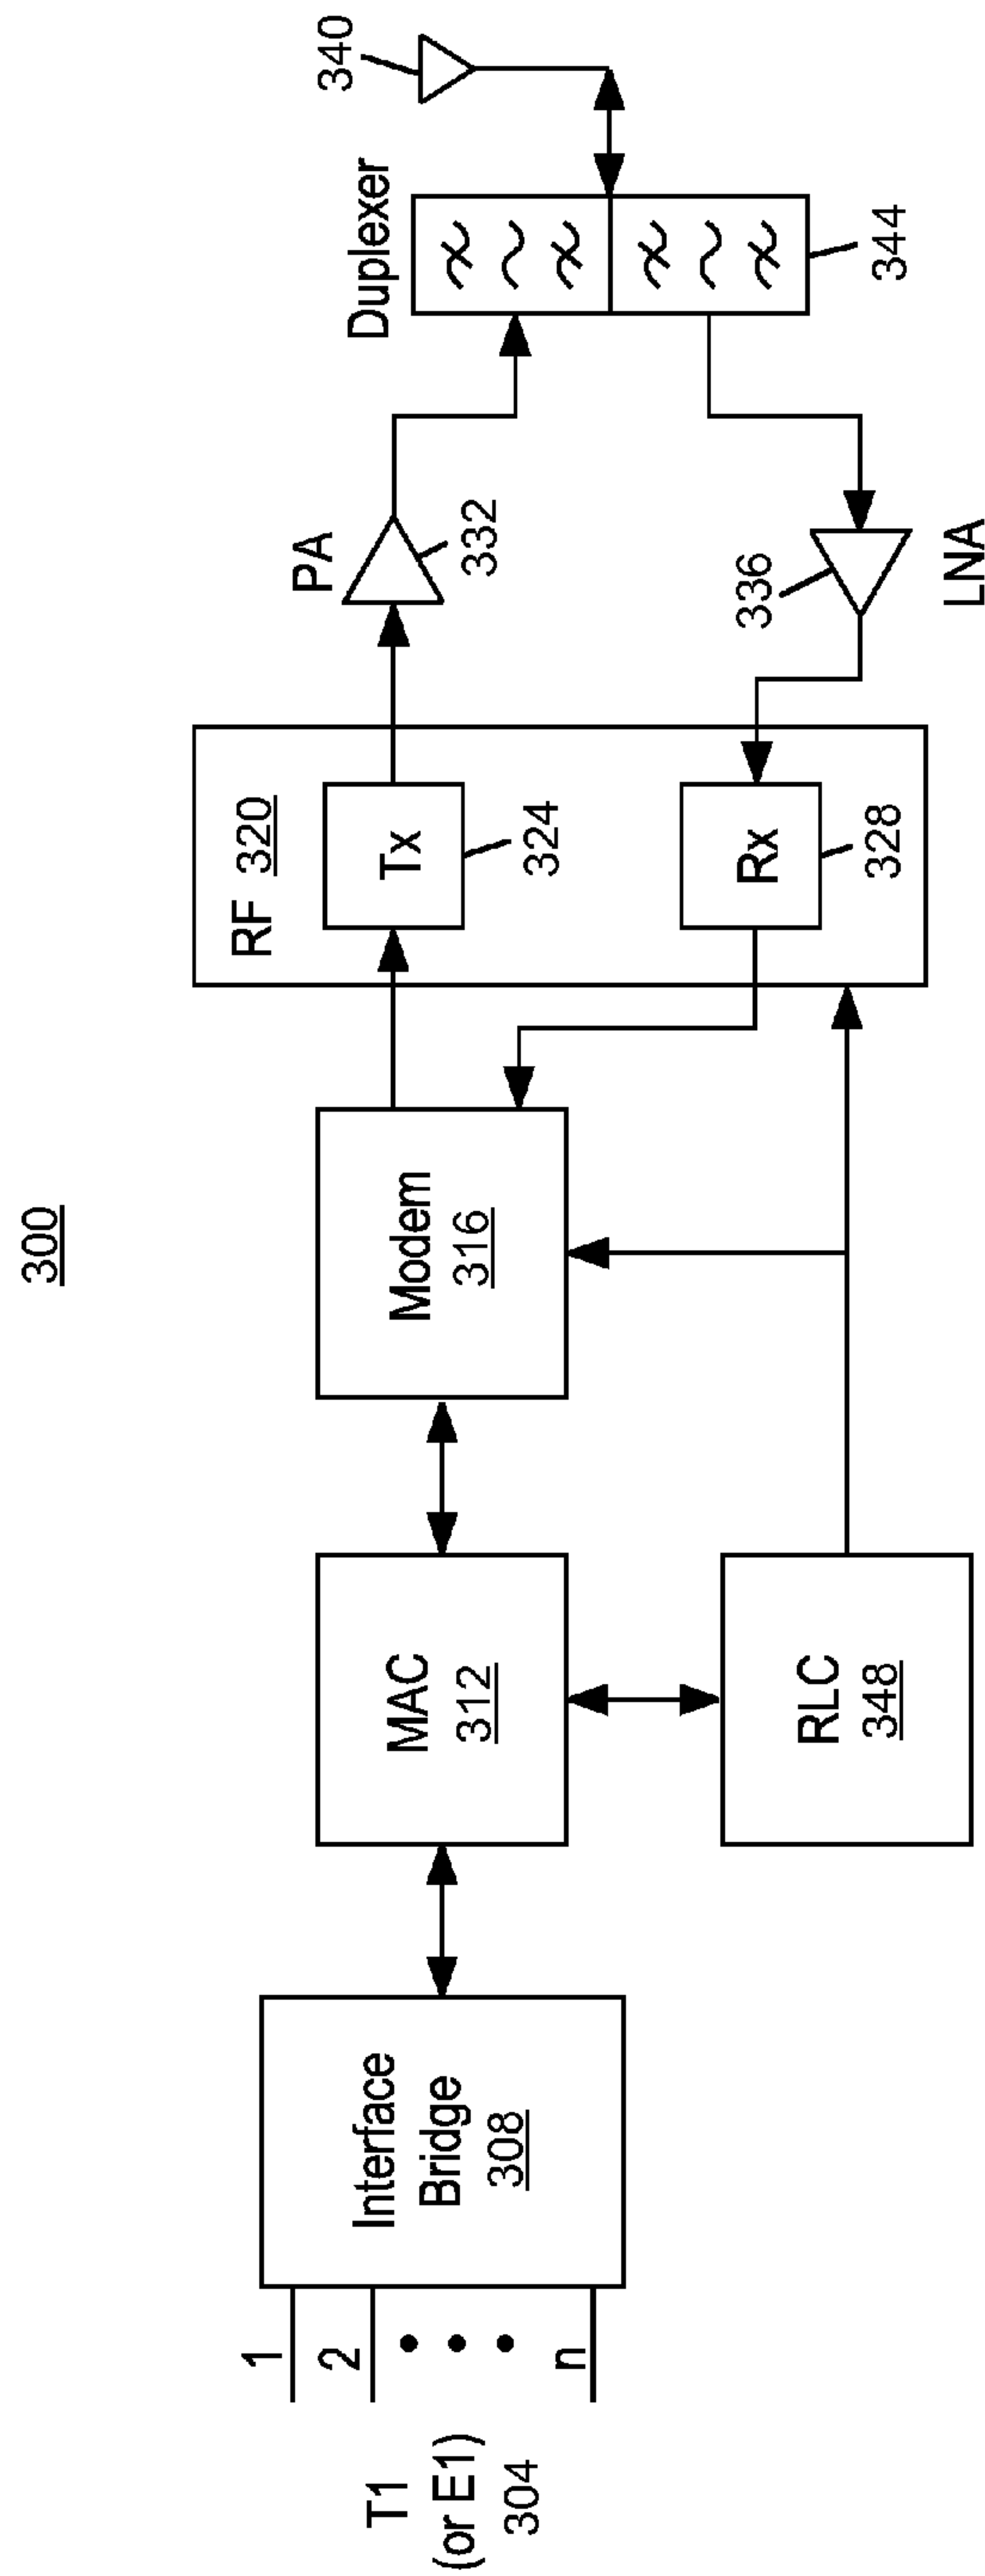 300
T1
(or E1)
304
1
2
n
Interface
Bridge
308
MAC
312
RLC
348
Modem
316
RF 320
Tx
324
Rx
328
PA
332
336
LNA
Duplexer
344
340